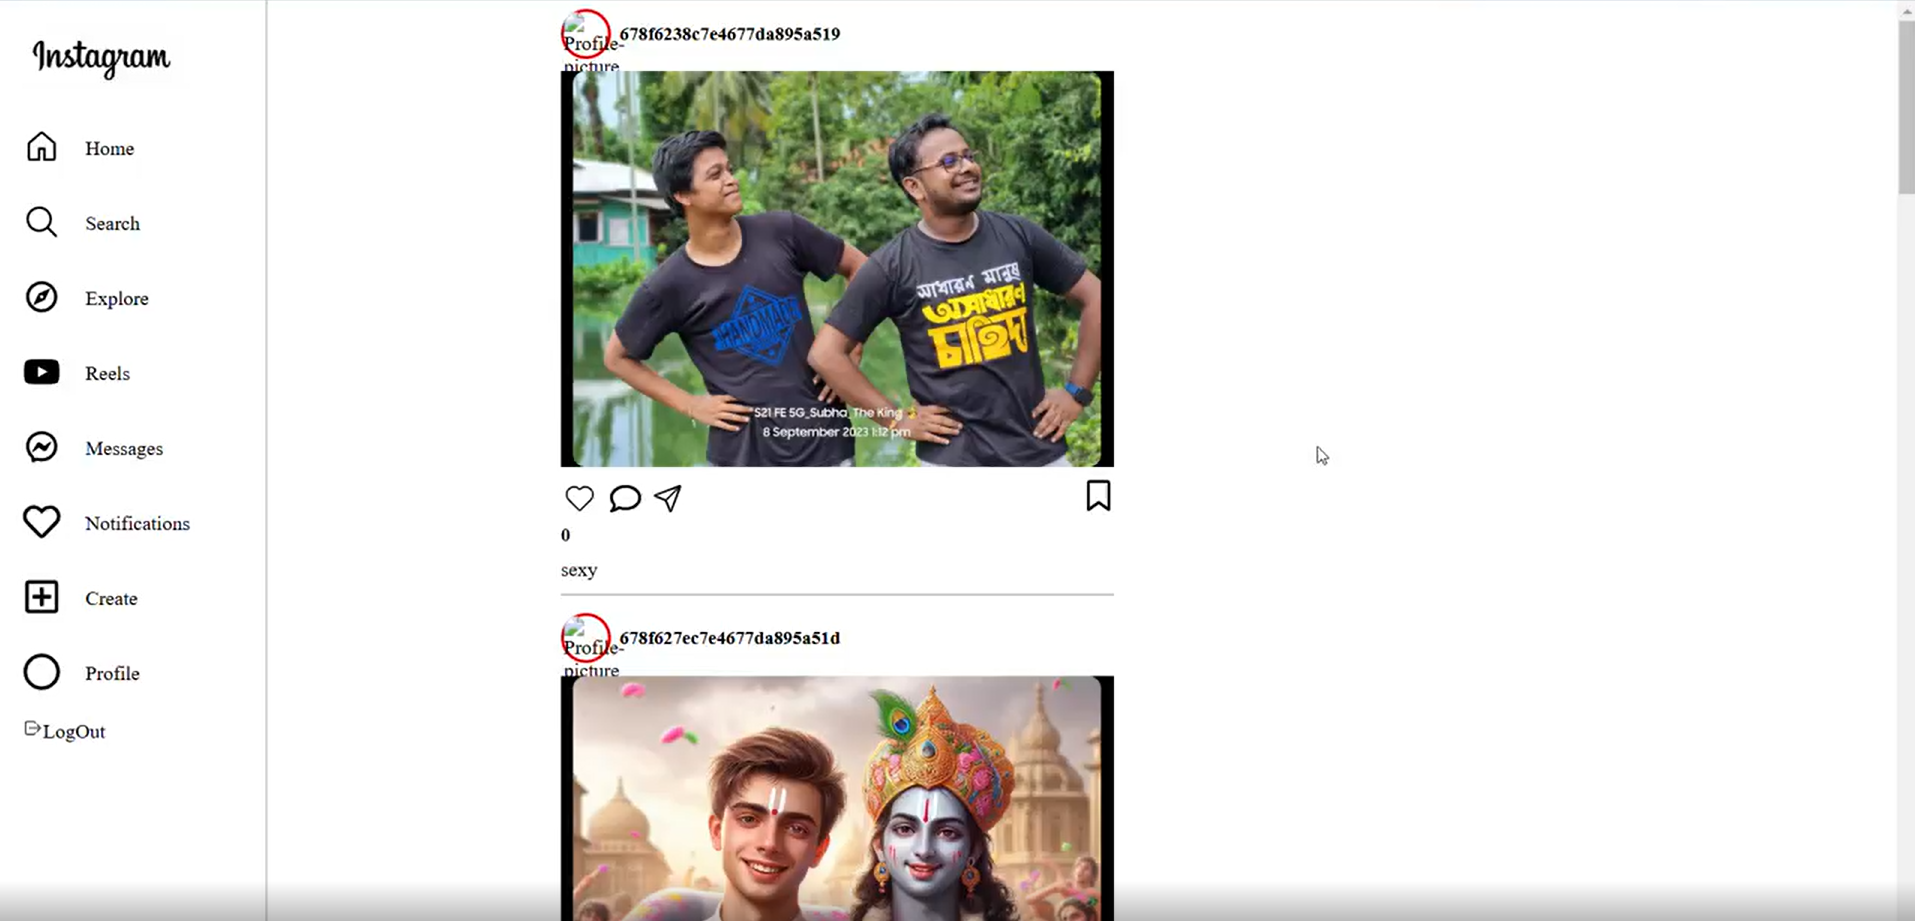 Instagram
Home
Search
Explore
Reels
Messages
Notifications
Create
Profile
LogOut
Profile-
picture
678f6238c7e4677da895a519
HANDMADE
সাধারণ মানুষ
অসাধারণ
চাহিদা
S21 FE 5G_Subha_The King
8 September 2023 1:12 pm
0
sexy
Profile-
picture
678f627ec7e4677da895a51d